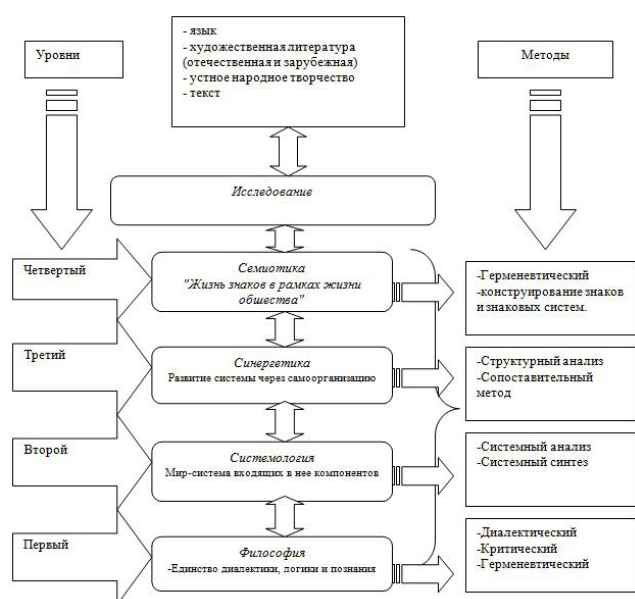 Уровни
- язык
- художественная литература
(отечественная и зарубежная)
- устное народное творчество
- текст
Методы
Исследование
Четвертый
Семиотика
"Жизнь знаков в рамках жизни
общества"
-Герменевтический
-конструирование знаков
и знаковых систем.
Третий
Синергетика
Развитие системы через самоорганизацию
-Структурный анализ
-Сопоставительный
метод
Второй
Системология
Мир-система входящих в нее компонентов
-Системный анализ
-Системный синтез
Первый
Философия
-Единство диалектики, логики и познания
-Диалектический
-Критический
-Герменевтический